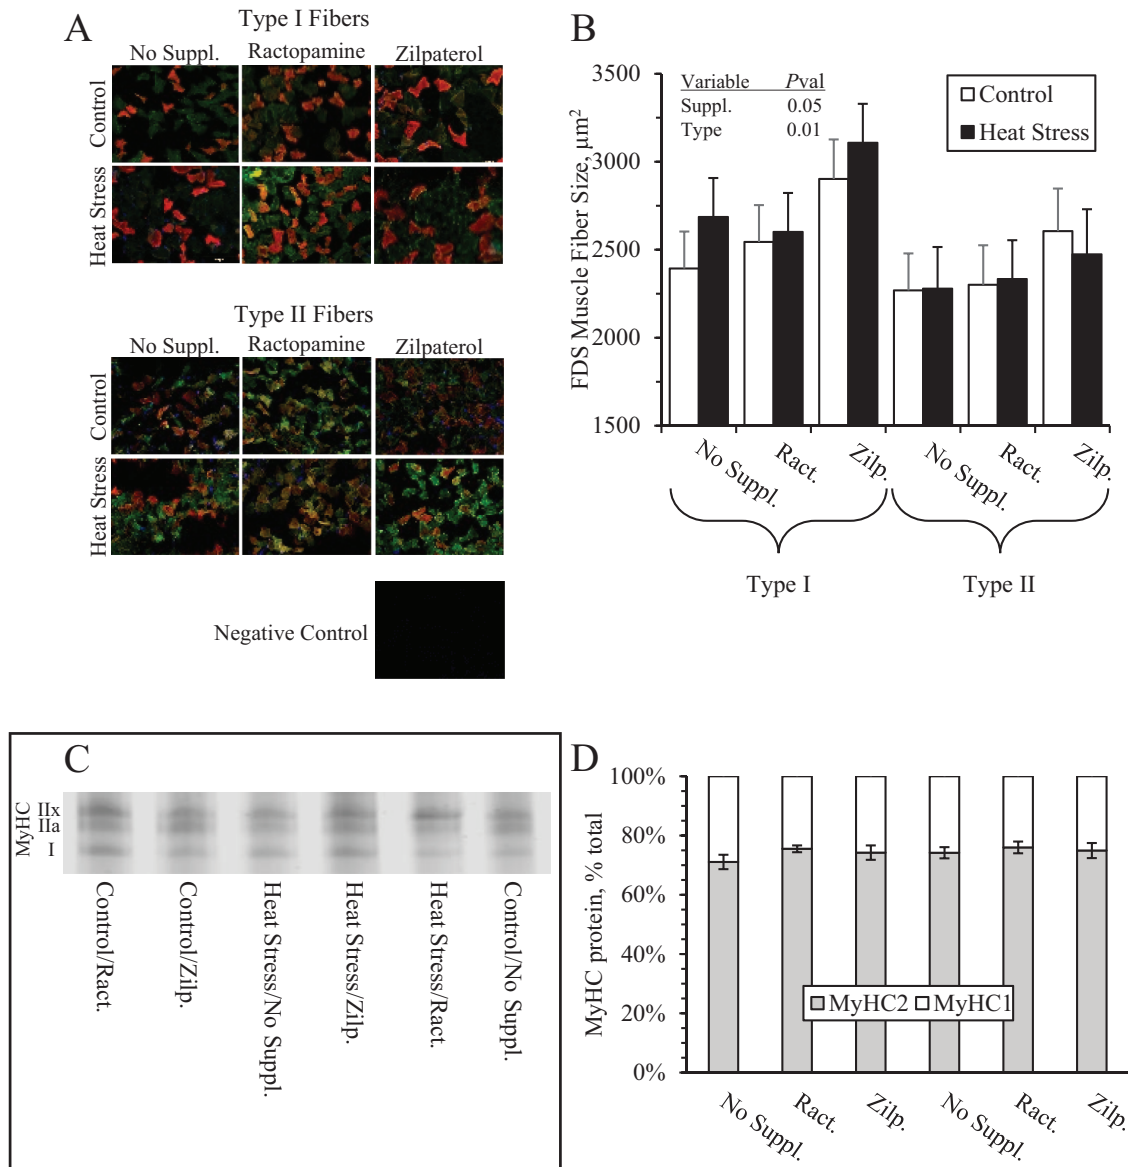 A
Type I Fibers
No Suppl. Ractopamine Zilpaterol
Control
Heat Stress
Type II Fibers
No Suppl. Ractopamine Zilpaterol
Control
Heat Stress
Negative Control
B
FDS Muscle Fiber Size, µm²
3500
3000
2500
2000
1500
Variable Pval
Suppl. 0.05
Type 0.01
Control
Heat Stress
No Suppl. Ract. Zilp. No Suppl. Ract. Zilp.
Type I Type II
C
MyHC
IIx
IIa
I
Control/Ract.
Control/Zilp.
Heat Stress/No Suppl.
Heat Stress/Zilp.
Heat Stress/Ract.
Control/No Suppl.
D
MyHC protein, % total
100%
80%
60%
40%
20%
0%
MyHC2 MyHC1
No Suppl. Ract. Zilp. No Suppl. Ract. Zilp.